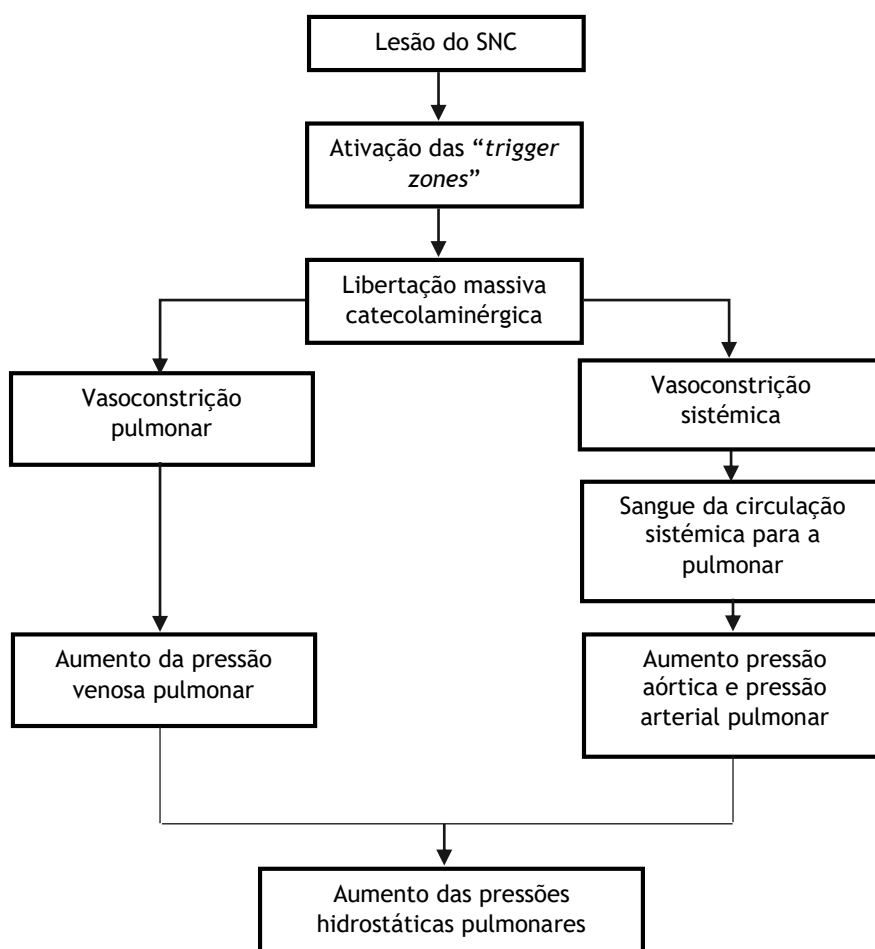 Lesão do SNC
Ativação das “trigger
zones”
Libertação massiva
catecolaminérgica
Vasoconstrição
pulmonar
Vasoconstrição
sistémica
Sangue da circulação
sistémica para a
pulmonar
Aumento da pressão
venosa pulmonar
Aumento pressão
aórtica e pressão
arterial pulmonar
Aumento das pressões
hidrostáticas pulmonares